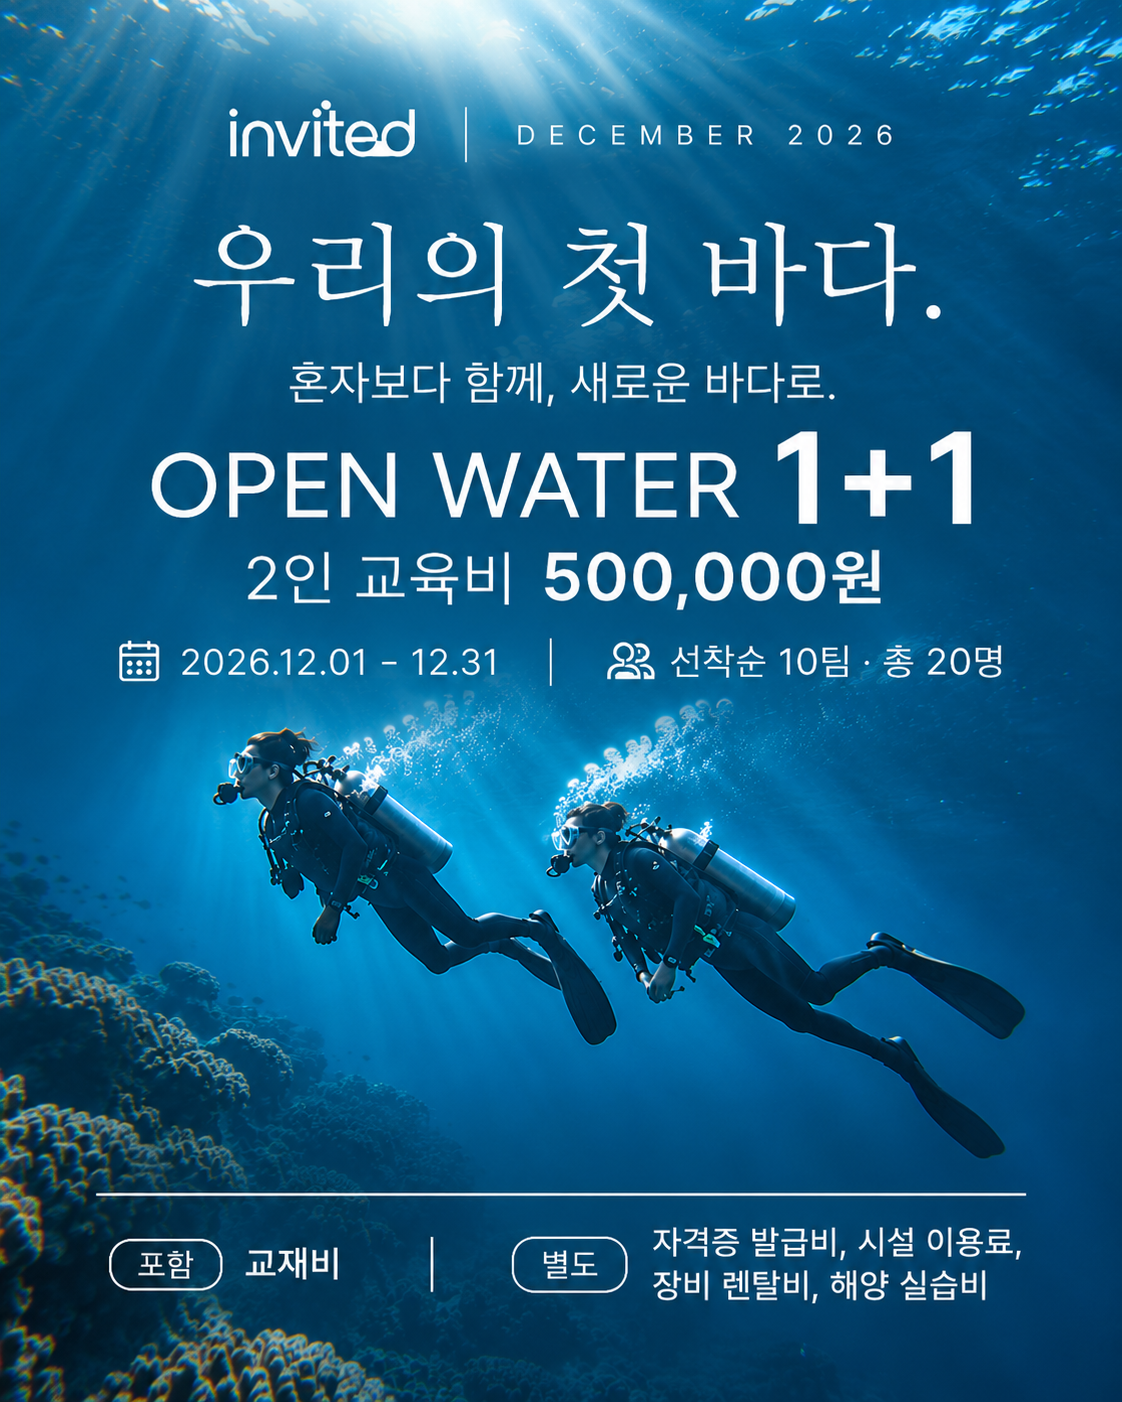 invited | DECEMBER 2026
우리의 첫 바다.
혼자보다 함께, 새로운 바다로.
OPEN WATER 1+1
2인 교육비 500,000원
2026.12.01 – 12.31 | 선착순 10팀 · 총 20명
포함 교재비 | 별도 자격증 발급비, 시설 이용료,
장비 렌탈비, 해양 실습비